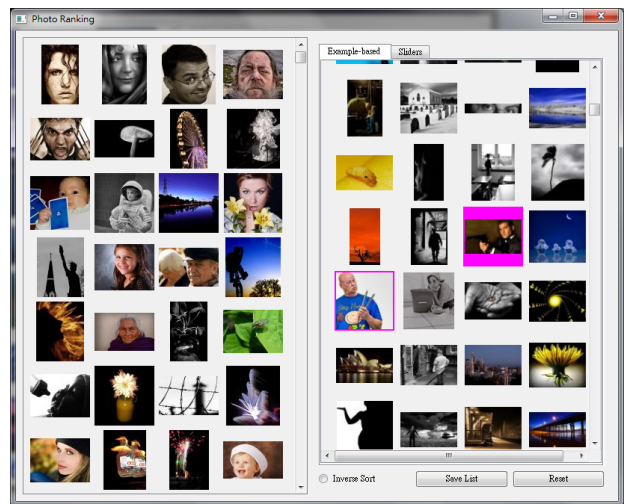 Photo Ranking
Example-based
Sliders
Inverse Sort
Save List
Reset